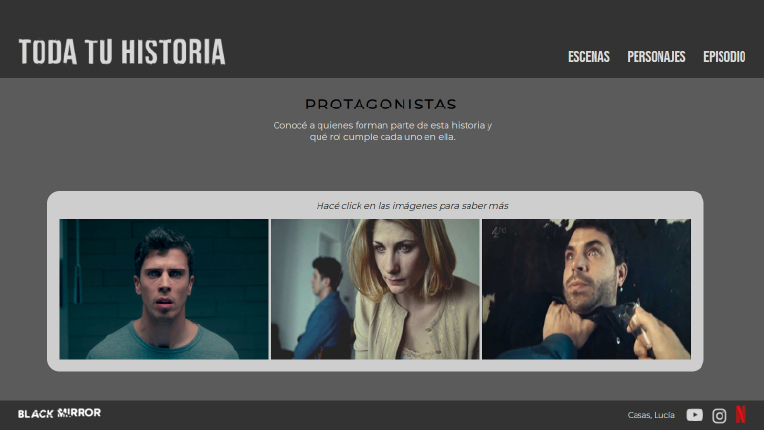 TODA TU HISTORIA
ESCENAS PERSONAJES EPISODIO
PROTAGONISTAS
Conocé a quienes forman parte de esta historia y
qué rol cumple cada uno en ella.
Hacé click en las imágenes para saber más
BLACK MIRROR
Casas, Lucía